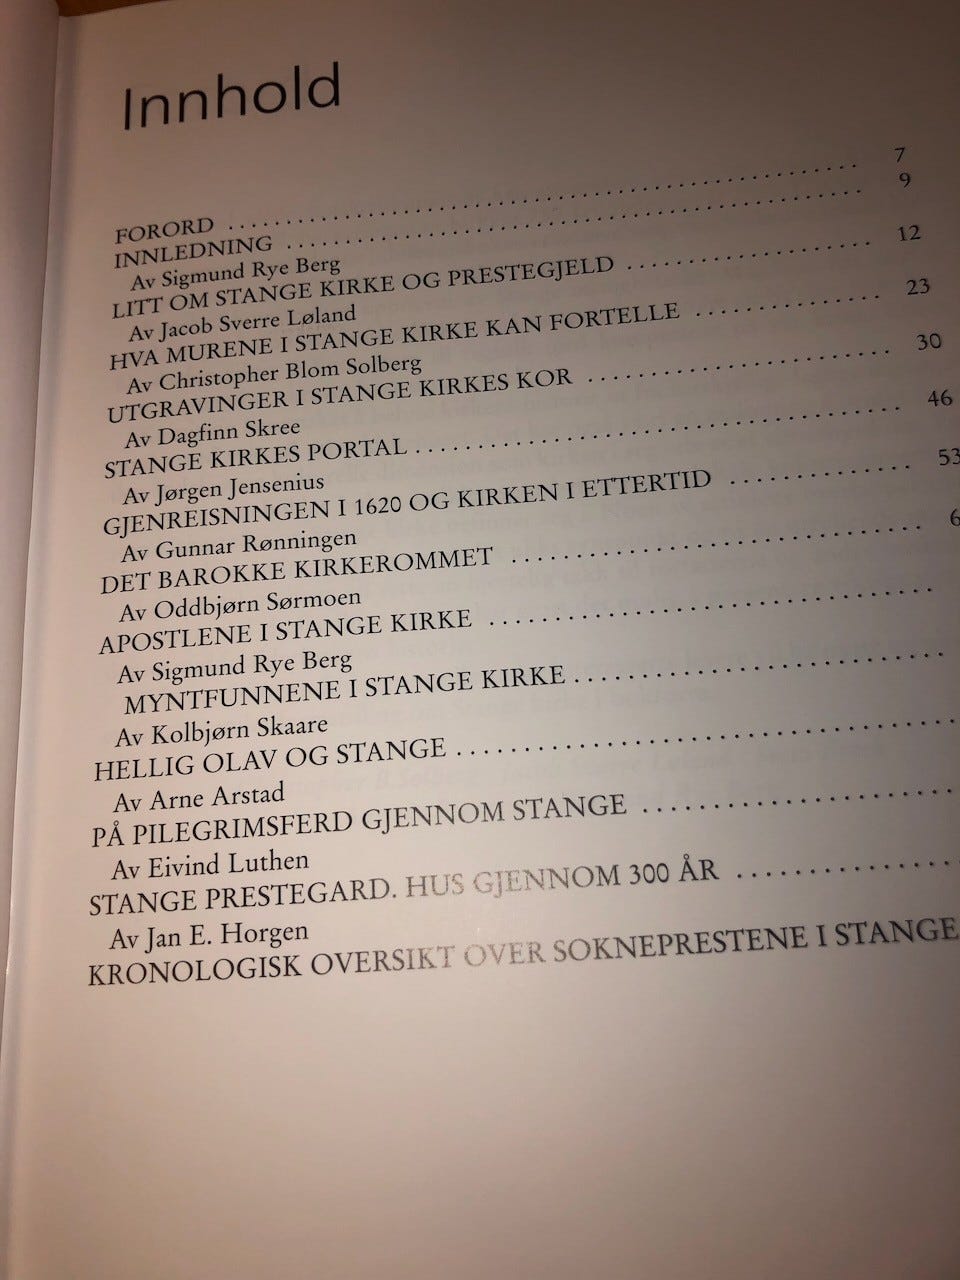 Innhold
FORORD . . . . . . . . . . . . . . . . . . . . . . . . . . . . . . . . . . . . . . . . 7
INNLEDNING . . . . . . . . . . . . . . . . . . . . . . . . . . . . . . . . . . . . 9
Av Sigmund Rye Berg
LITT OM STANGE KIRKE OG PRESTEGJELD . . . . . . . . . . . . . . . 12
Av Jacob Sverre Løland
HVA MURENE I STANGE KIRKE KAN FORTELLE . . . . . . . . . . . . 23
Av Christopher Blom Solberg
UTGRAVINGER I STANGE KIRKES KOR . . . . . . . . . . . . . . . . . . . 30
Av Dagfinn Skree
STANGE KIRKES PORTAL . . . . . . . . . . . . . . . . . . . . . . . . . . . . . 46
Av Jørgen Jensenius
GJENREISNINGEN I 1620 OG KIRKEN I ETTERTID . . . . . . . . . . . 53
Av Gunnar Rønningen
DET BAROKKE KIRKEROMMET . . . . . . . . . . . . . . . . . . . . . . . . . 6
Av Oddbjørn Sørmoen
APOSTLENE I STANGE KIRKE . . . . . . . . . . . . . . . . . . . . . . . . . .
Av Sigmund Rye Berg
MYNTFUNNENE I STANGE KIRKE . . . . . . . . . . . . . . . . . . . . . .
Av Kolbjørn Skaare
HELLIG OLAV OG STANGE . . . . . . . . . . . . . . . . . . . . . . . . . . . .
Av Arne Arstad
PÅ PILEGRIMSFERD GJENNOM STANGE . . . . . . . . . . . . . . . . . .
Av Eivind Luthen
STANGE PRESTEGARD. HUS GJENNOM 300 ÅR . . . . . . . . . . . . .
Av Jan E. Horgen
KRONOLOGISK OVERSIKT OVER SOKNEPRESTENE I STANGE